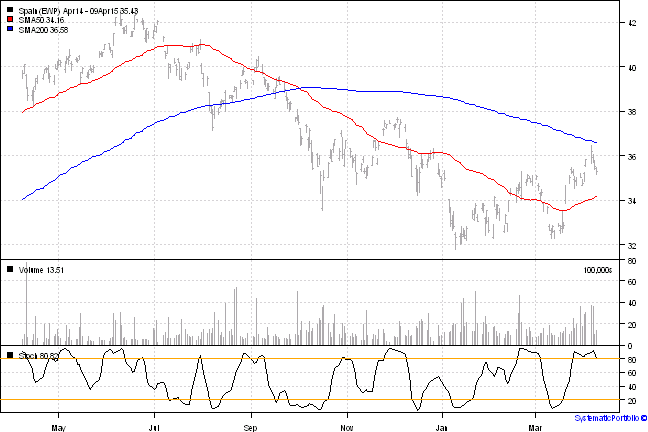 Spain (EWP) Apr14 - 09Apr15 35.43
SMA50 34.16
SMA200 36.58
42
40
38
36
34
32
Volume 13.51
100,000s
80
60
40
20
0
Stoch 80.82
80
60
40
20
May
Jul
Sep
Nov
Jan
Mar
SystematicPortfolio ©